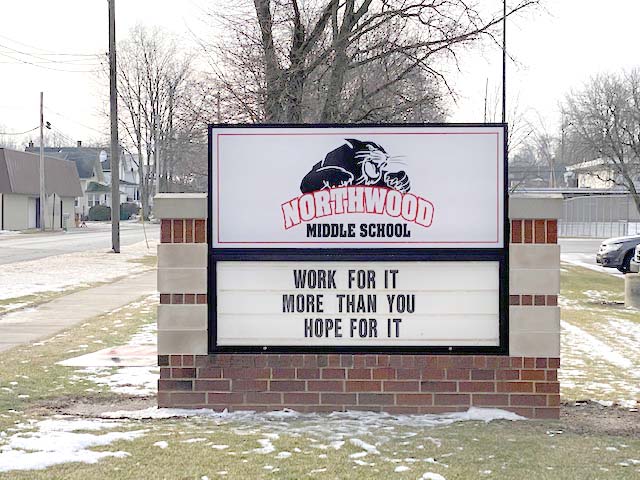 NORTHWOOD
MIDDLE SCHOOL
WORK FOR IT
MORE THAN YOU
HOPE FOR IT